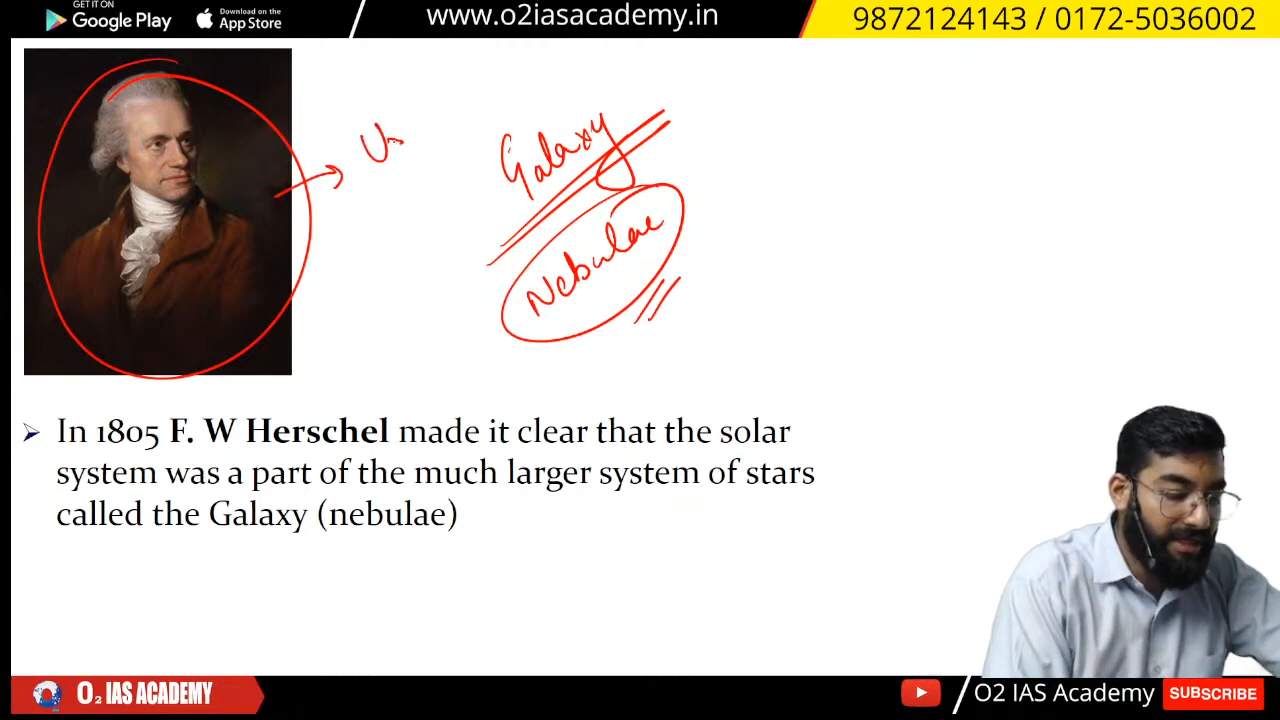 GET IT ON
Google Play
Download on the
App Store
www.o2iasacademy.in
9872124143 / 0172-5036002
Galaxy
Nebulae
In 1805 F. W Herschel made it clear that the solar
system was a part of the much larger system of stars
called the Galaxy (nebulae)
O2 IAS ACADEMY
O2 IAS Academy
SUBSCRIBE